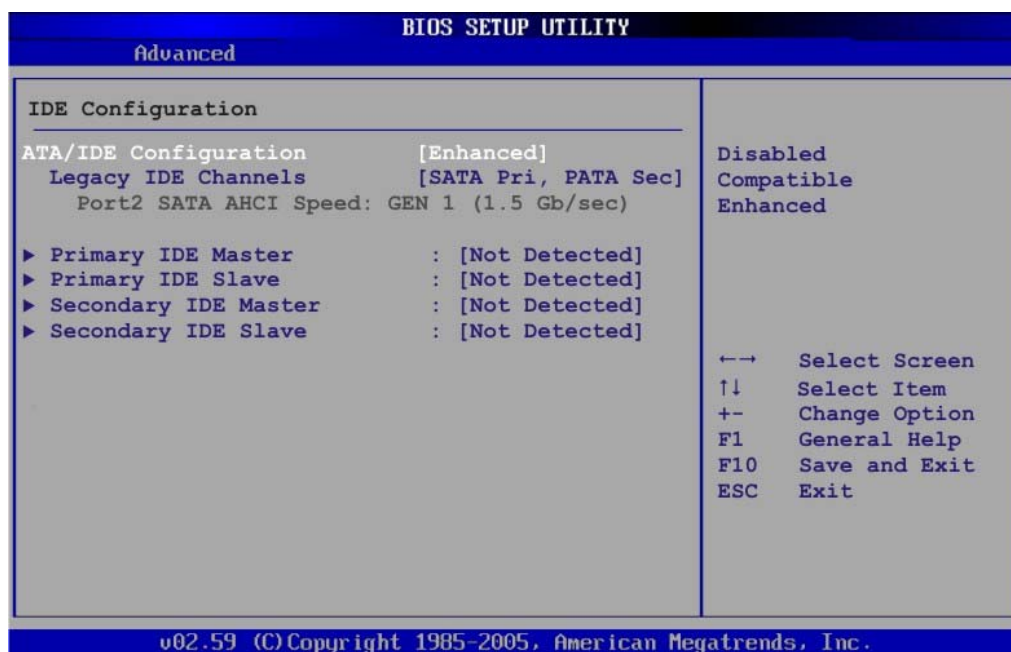 BIOS SETUP UTILITY
Advanced
IDE Configuration
ATA/IDE Configuration [Enhanced]
Legacy IDE Channels [SATA Pri, PATA Sec]
Port2 SATA AHCI Speed: GEN 1 (1.5 Gb/sec)
▶ Primary IDE Master : [Not Detected]
▶ Primary IDE Slave : [Not Detected]
▶ Secondary IDE Master : [Not Detected]
▶ Secondary IDE Slave : [Not Detected]
Disabled
Compatible
Enhanced
←→ Select Screen
↑↓ Select Item
+- Change Option
F1 General Help
F10 Save and Exit
ESC Exit
v02.59 (C)Copyright 1985-2005, American Megatrends, Inc.